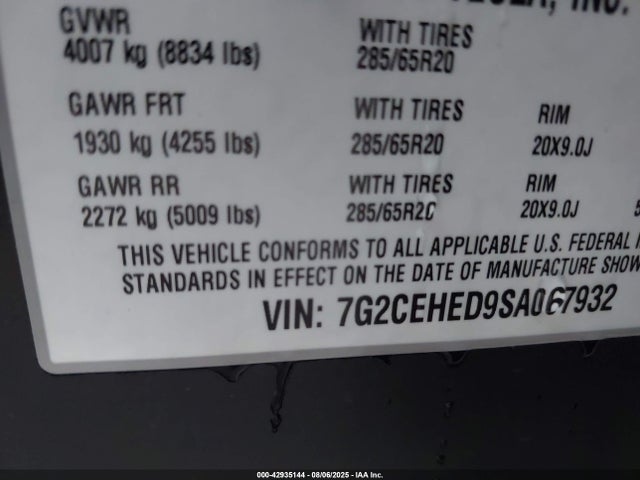 INC.
GVWR WITH TIRES
4007 kg (8834 lbs) 285/65R20
GAWR FRT WITH TIRES RIM
1930 kg (4255 lbs) 285/65R20 20X9.0J
GAWR RR WITH TIRES RIM
2272 kg (5009 lbs) 285/65R20 20X9.0J
THIS VEHICLE CONFORMS TO ALL APPLICABLE U.S. FEDERAL
STANDARDS IN EFFECT ON THE DATE OF MANUFACTURE SHOW
VIN: 7G2CEHED9SA067932
000-42935144 - 08/06/2025 - IAA Inc.